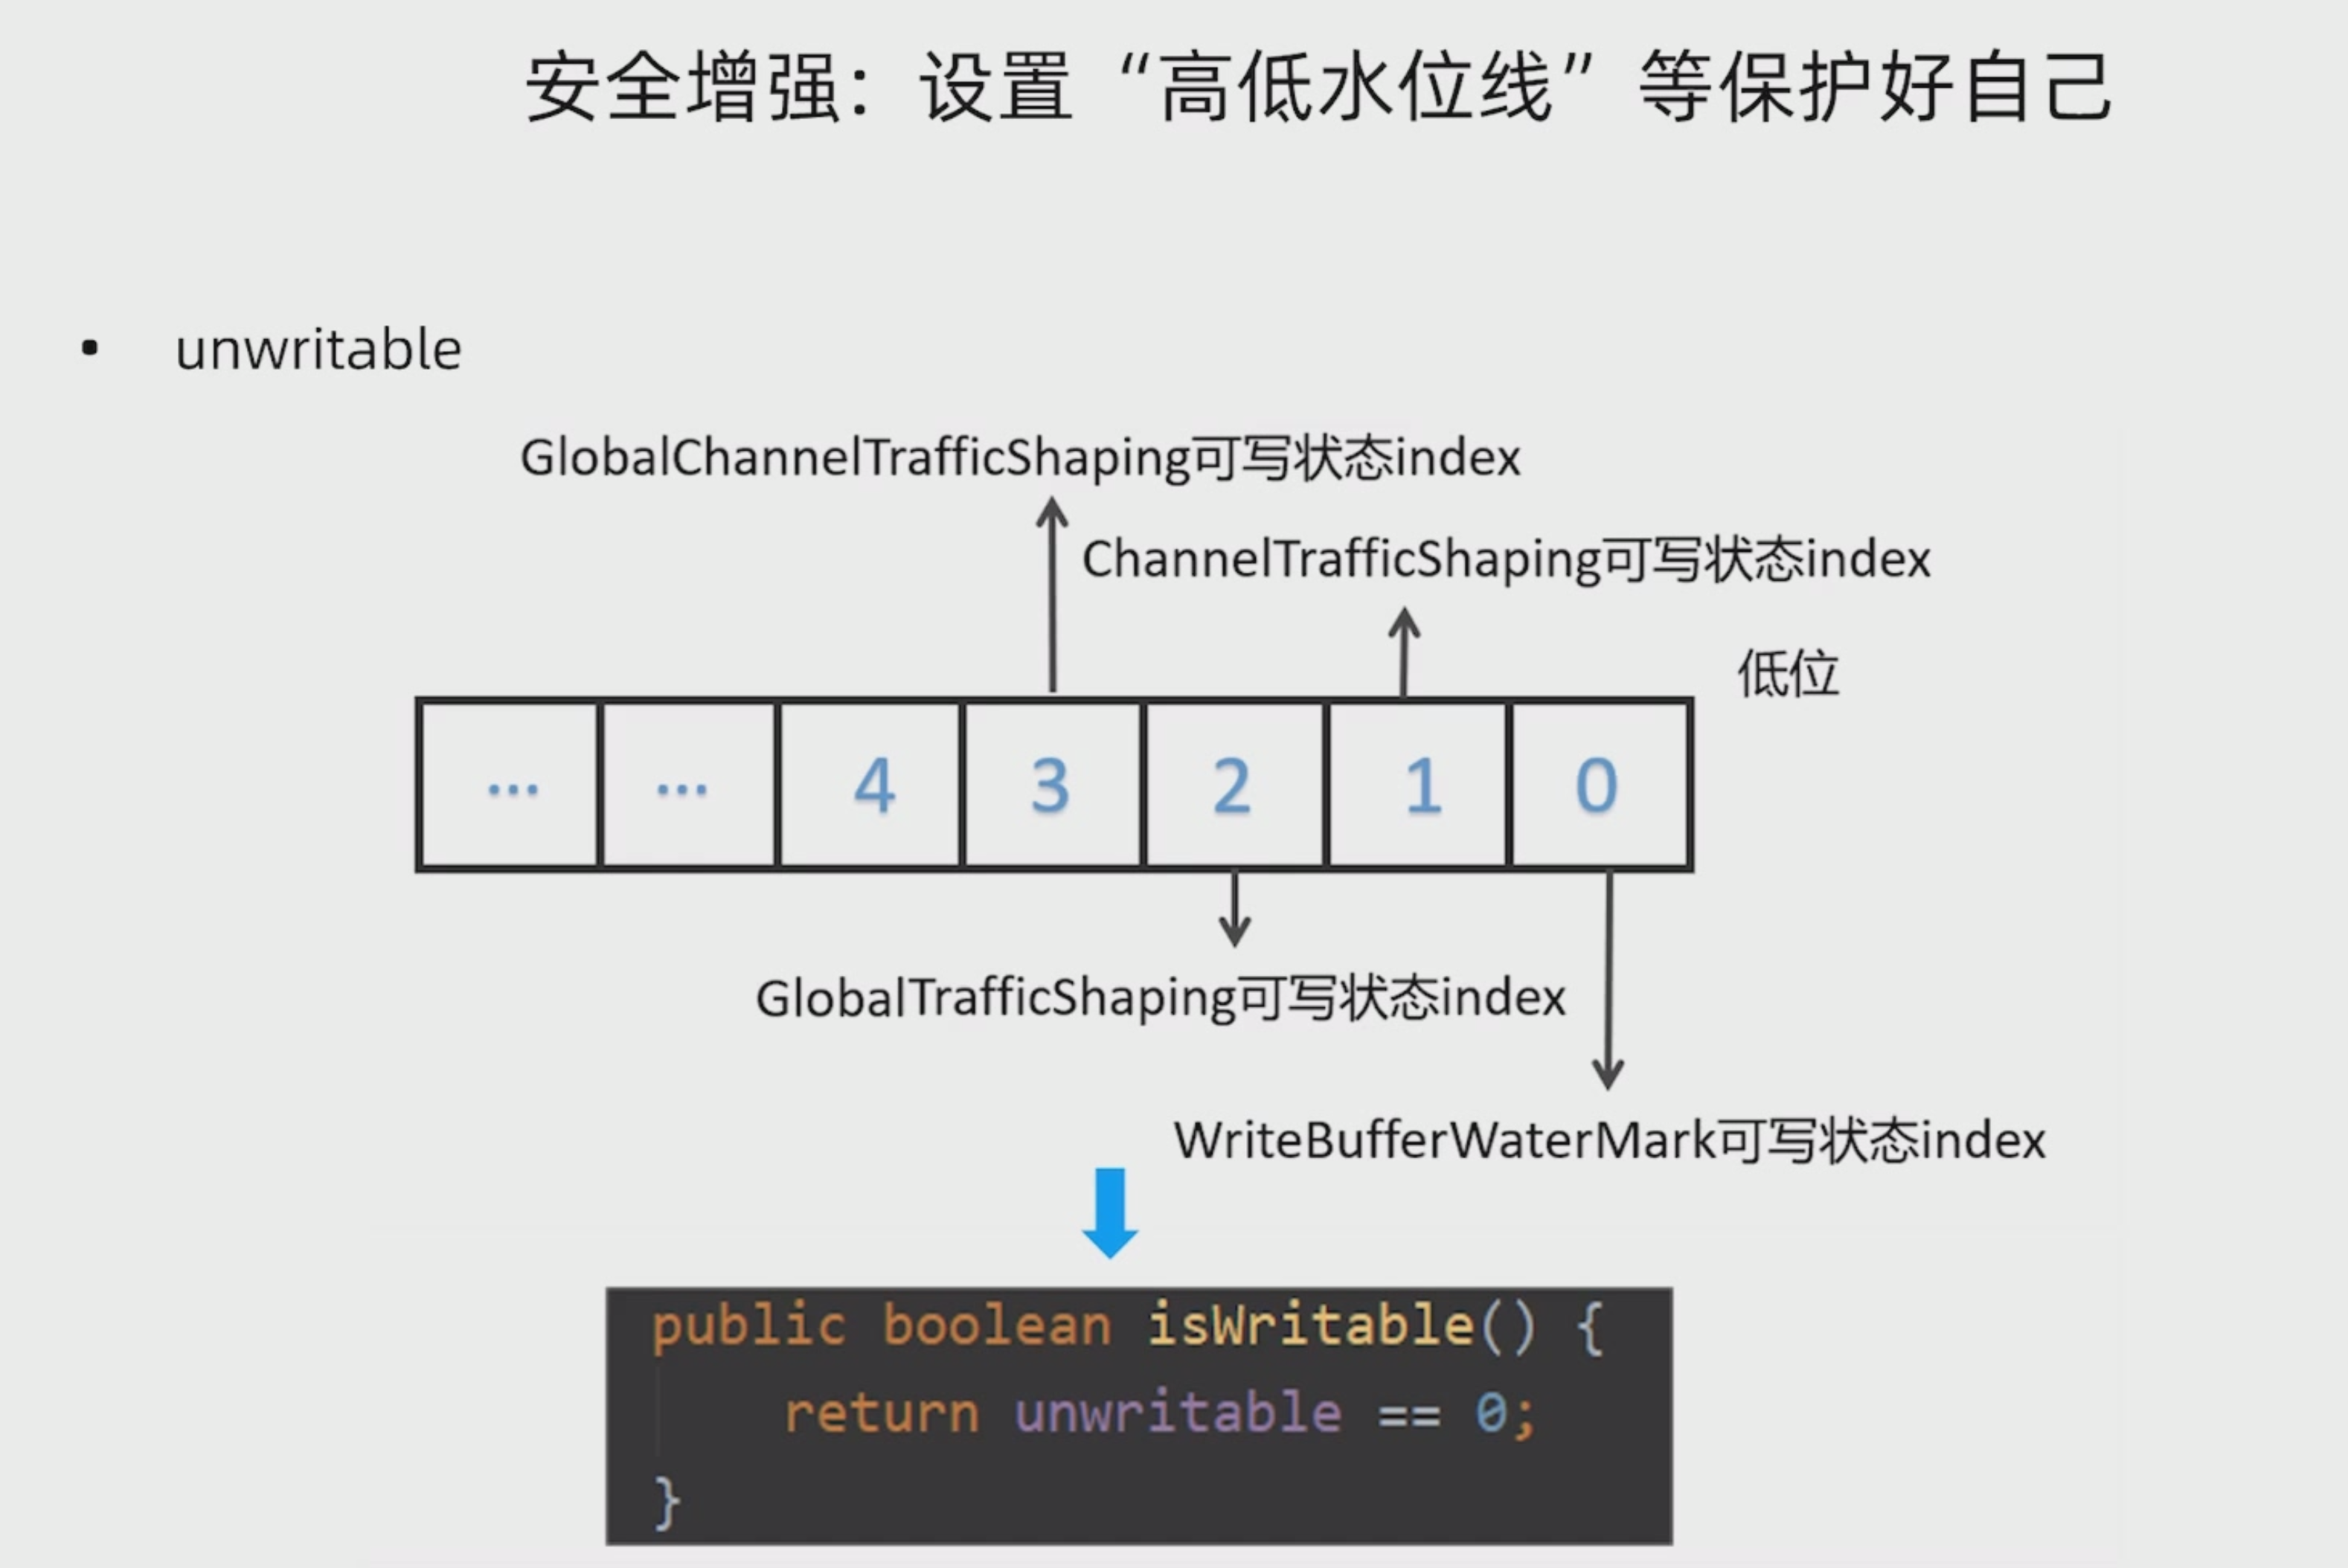 安全增强：设置“高低水位线”等保护好自己
• unwritable
GlobalChannelTrafficShaping可写状态index
ChannelTrafficShaping可写状态index
低位
... ... 4 3 2 1 0
GlobalTrafficShaping可写状态index
WriteBufferWaterMark可写状态index
public boolean isWritable() {
return unwritable == 0;
}